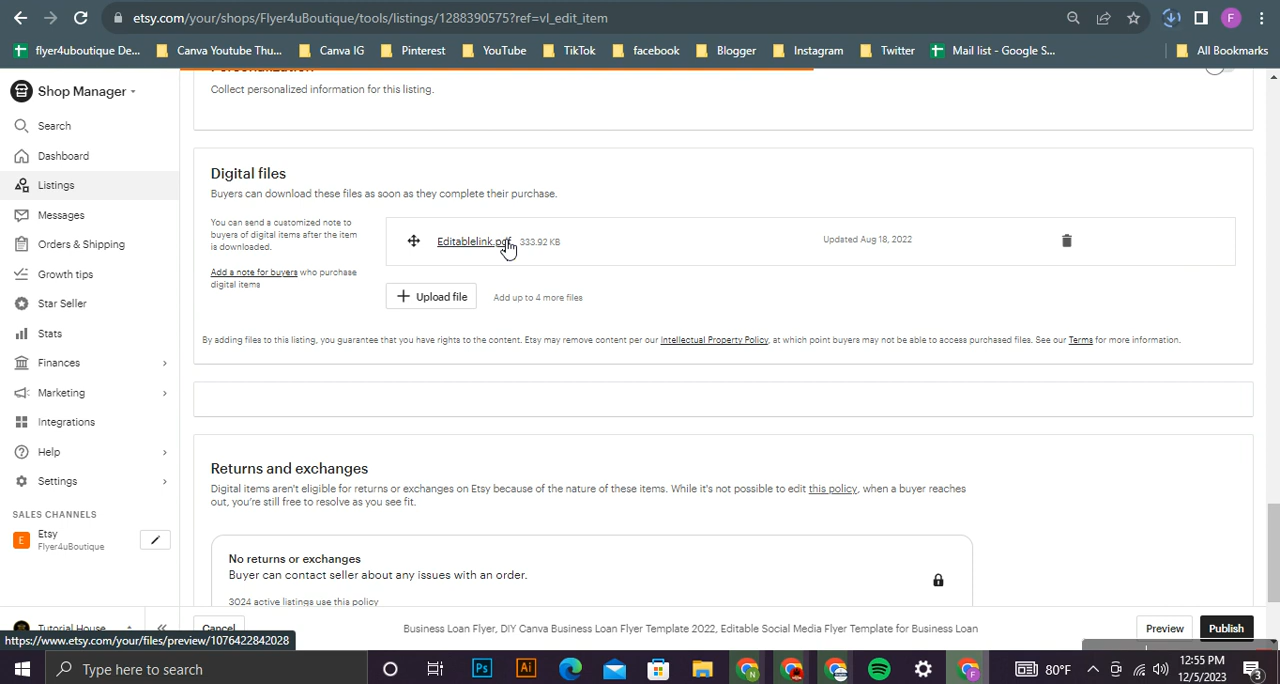 etsy.com/your/shops/Flyer4uBoutique/tools/listings/1288390575?ref=vl_edit_item
F
flyer4uboutique De... Canva Youtube Thu... Canva IG Pinterest YouTube TikTok facebook Blogger Instagram Twitter Mail list - Google S... All Bookmarks
Shop Manager
Search
Dashboard
Listings
Messages
Orders & Shipping
Growth tips
Star Seller
Stats
Finances
Marketing
Integrations
Help
Settings
SALES CHANNELS
E
Etsy
Flyer4uBoutique
Tutorial House
https://www.etsy.com/your/files/preview/1076422842028
Personalization
Collect personalized information for this listing.
Digital files
Buyers can download these files as soon as they complete their purchase.
You can send a customized note to
buyers of digital items after the item
is downloaded.
Add a note for buyers who purchase
digital items
Editablelink.pdf 333.92 KB Updated Aug 18, 2022
Upload file Add up to 4 more files
By adding files to this listing, you guarantee that you have rights to the content. Etsy may remove content per our Intellectual Property Policy, at which point buyers may not be able to access purchased files. See our Terms for more information.
Returns and exchanges
Digital items aren't eligible for returns or exchanges on Etsy because of the nature of these items. While it's not possible to edit this policy, when a buyer reaches
out, you're still free to resolve as you see fit.
No returns or exchanges
Buyer can contact seller about any issues with an order.
3024 active listings use this policy
Cancel Business Loan Flyer, DIY Canva Business Loan Flyer Template 2022, Editable Social Media Flyer Template for Business Loan Preview Publish
Type here to search
Ps
Ai
N
F
80°F
12:55 PM
12/5/2023
3